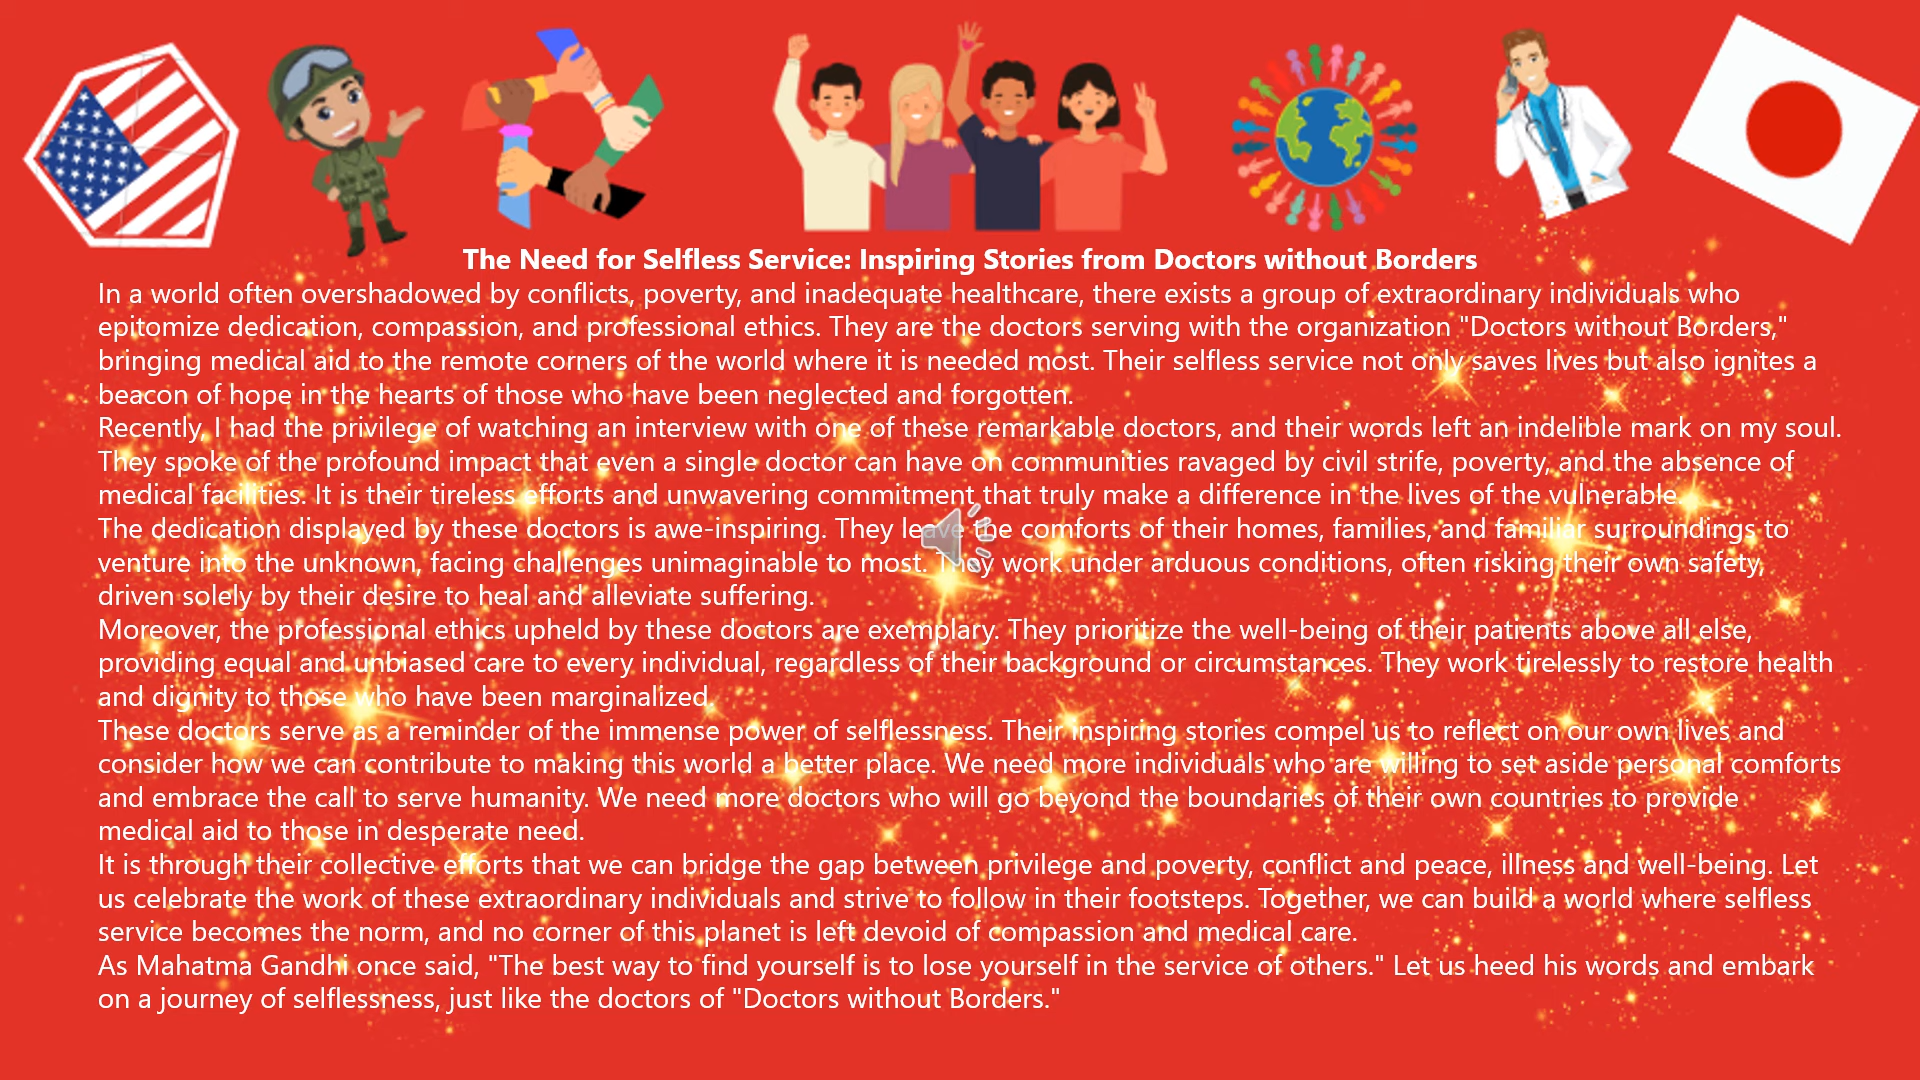 The Need for Selfless Service: Inspiring Stories from Doctors without Borders
In a world often overshadowed by conflicts, poverty, and inadequate healthcare, there exists a group of extraordinary individuals who
epitomize dedication, compassion, and professional ethics. They are the doctors serving with the organization "Doctors without Borders,"
bringing medical aid to the remote corners of the world where it is needed most. Their selfless service not only saves lives but also ignites a
beacon of hope in the hearts of those who have been neglected and forgotten.
Recently, I had the privilege of watching an interview with one of these remarkable doctors, and their words left an indelible mark on my soul.
They spoke of the profound impact that even a single doctor can have on communities ravaged by civil strife, poverty, and the absence of
medical facilities. It is their tireless efforts and unwavering commitment that truly make a difference in the lives of the vulnerable.
The dedication displayed by these doctors is awe-inspiring. They leave the comforts of their homes, families, and familiar surroundings to
venture into the unknown, facing challenges unimaginable to most. They work under arduous conditions, often risking their own safety,
driven solely by their desire to heal and alleviate suffering.
Moreover, the professional ethics upheld by these doctors are exemplary. They prioritize the well-being of their patients above all else,
providing equal and unbiased care to every individual, regardless of their background or circumstances. They work tirelessly to restore health
and dignity to those who have been marginalized.
These doctors serve as a reminder of the immense power of selflessness. Their inspiring stories compel us to reflect on our own lives and
consider how we can contribute to making this world a better place. We need more individuals who are willing to set aside personal comforts
and embrace the call to serve humanity. We need more doctors who will go beyond the boundaries of their own countries to provide
medical aid to those in desperate need.
It is through their collective efforts that we can bridge the gap between privilege and poverty, conflict and peace, illness and well-being. Let
us celebrate the work of these extraordinary individuals and strive to follow in their footsteps. Together, we can build a world where selfless
service becomes the norm, and no corner of this planet is left devoid of compassion and medical care.
As Mahatma Gandhi once said, "The best way to find yourself is to lose yourself in the service of others." Let us heed his words and embark
on a journey of selflessness, just like the doctors of "Doctors without Borders."